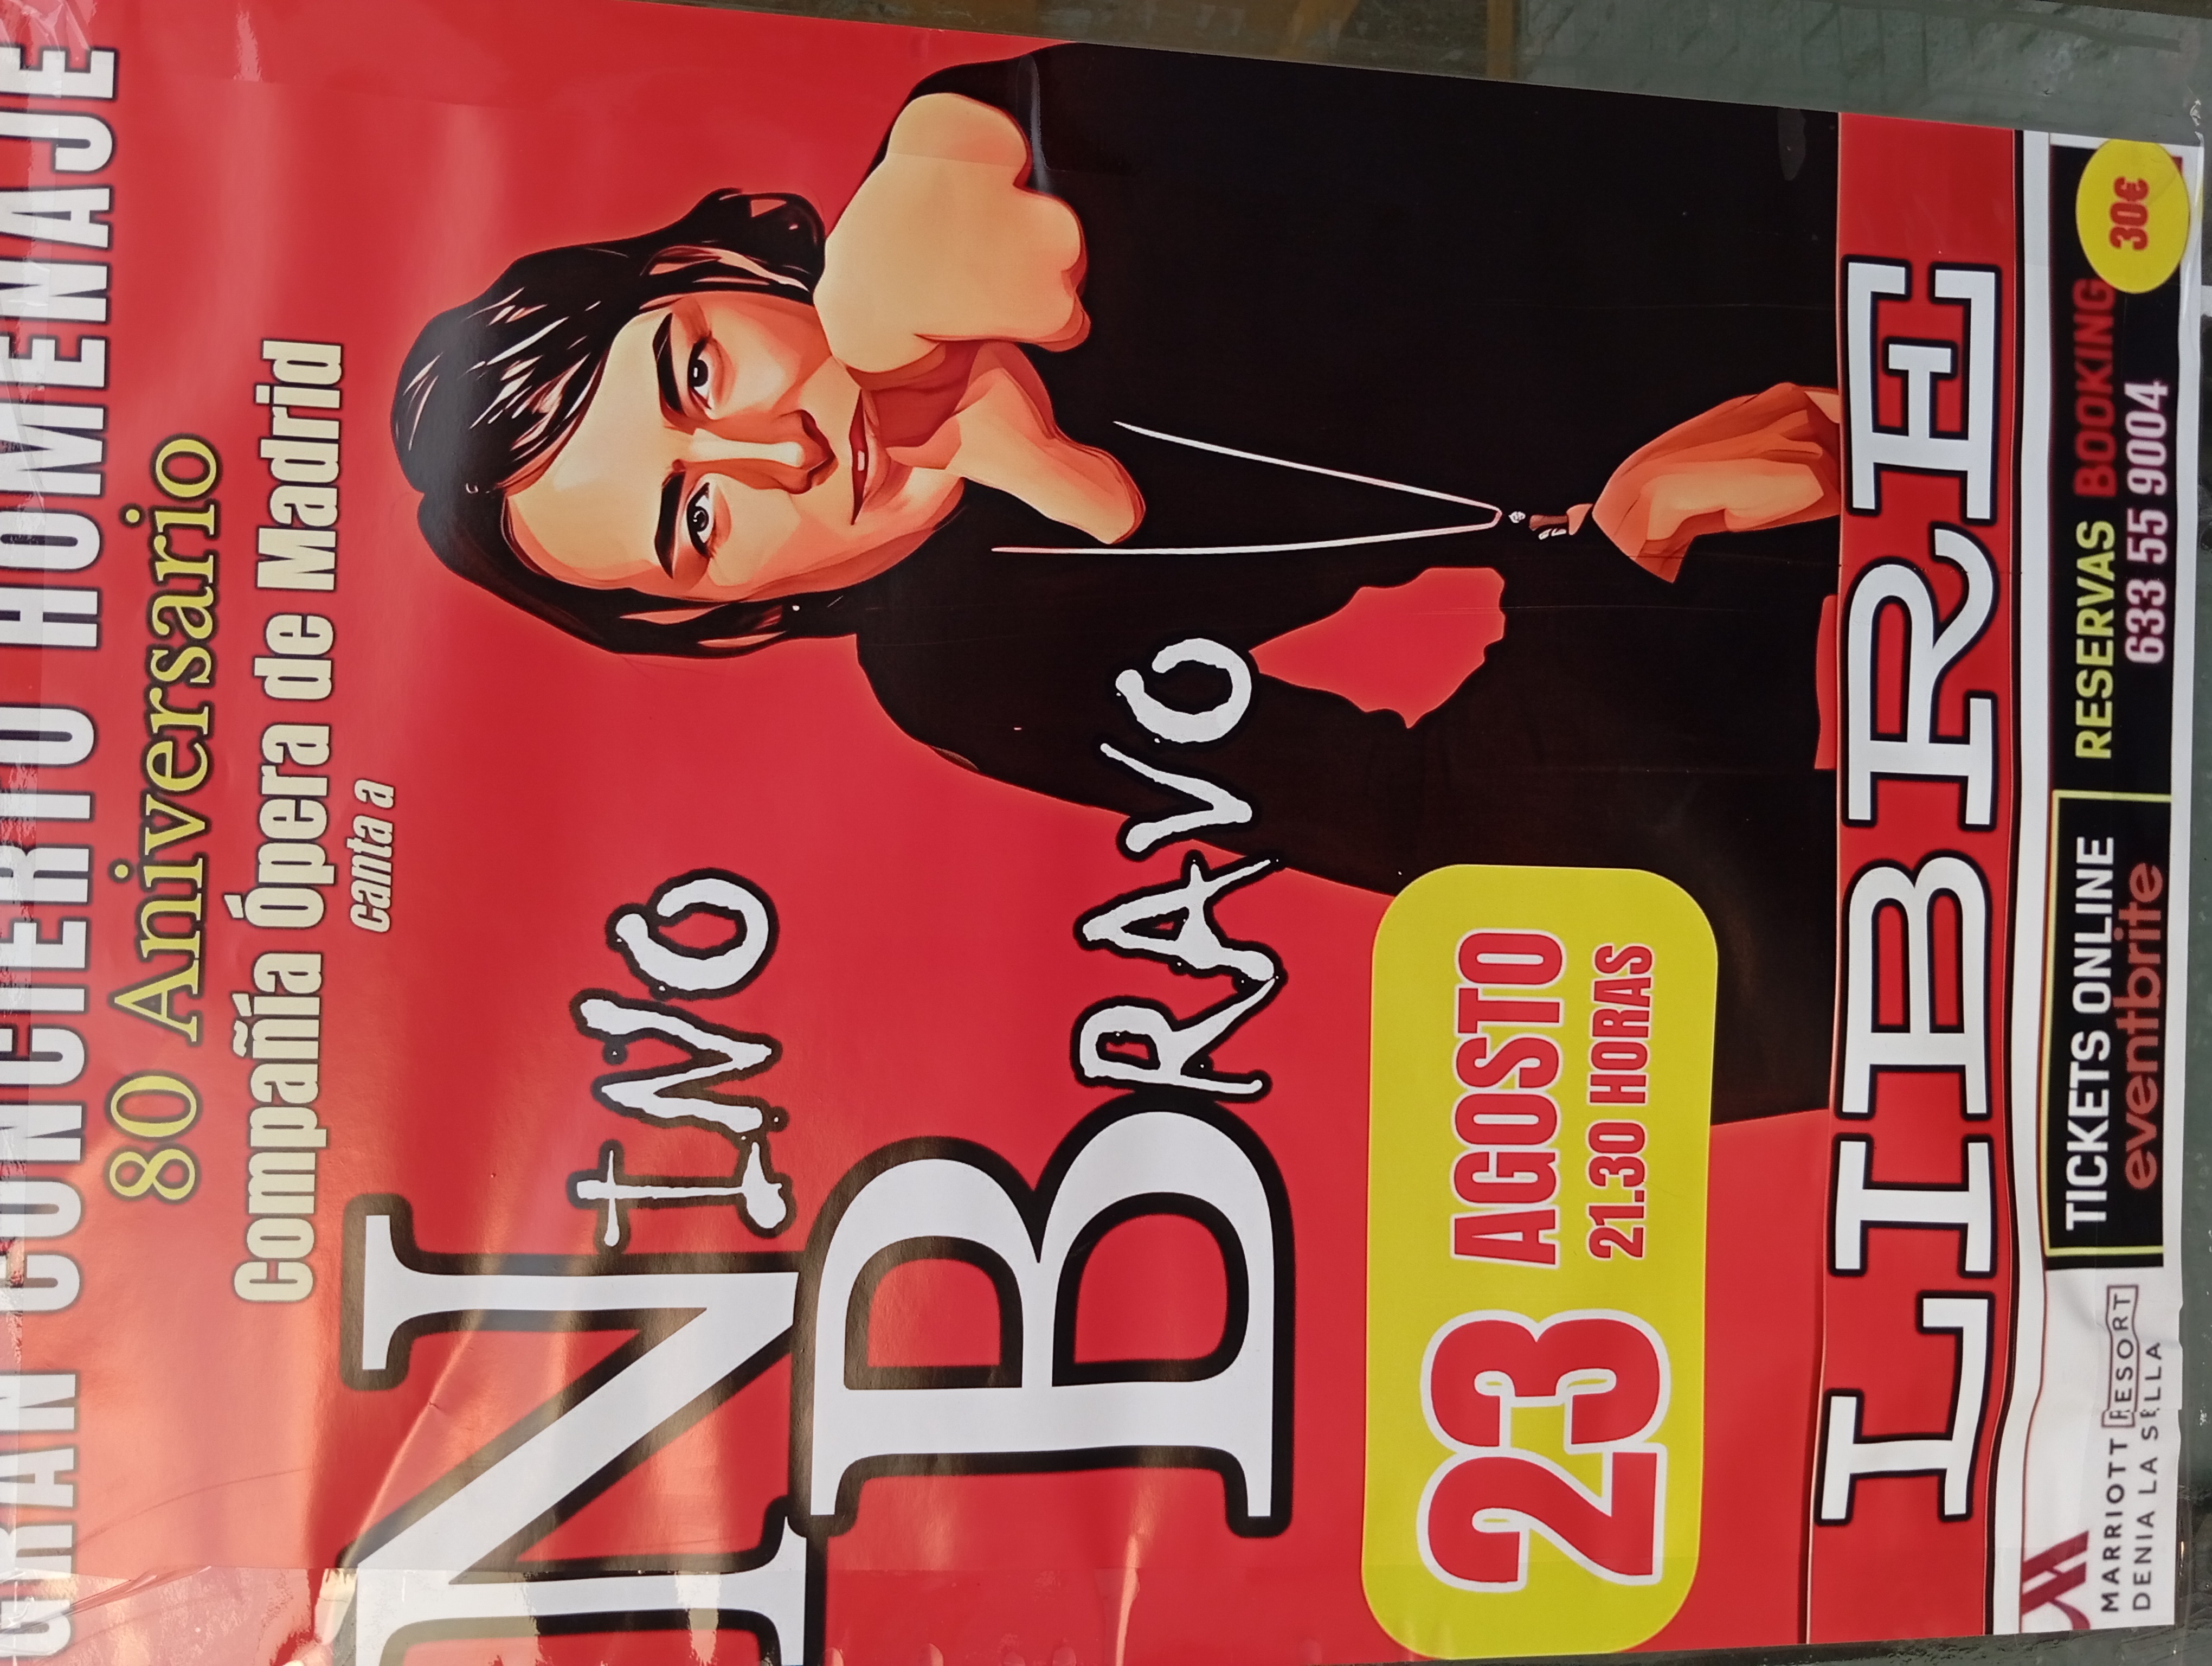 GRAN CONCIERTO HOMENAJE
80 Aniversario
Compañía Ópera de Madrid
canta a
NINO
BRAVO
23 AGOSTO
21.30 HORAS
LIBRE
MARRIOTT RESORT
DENIA LA SELLA
TICKETS ONLINE
eventbrite
RESERVAS BOOKING
633 55 9004
30€